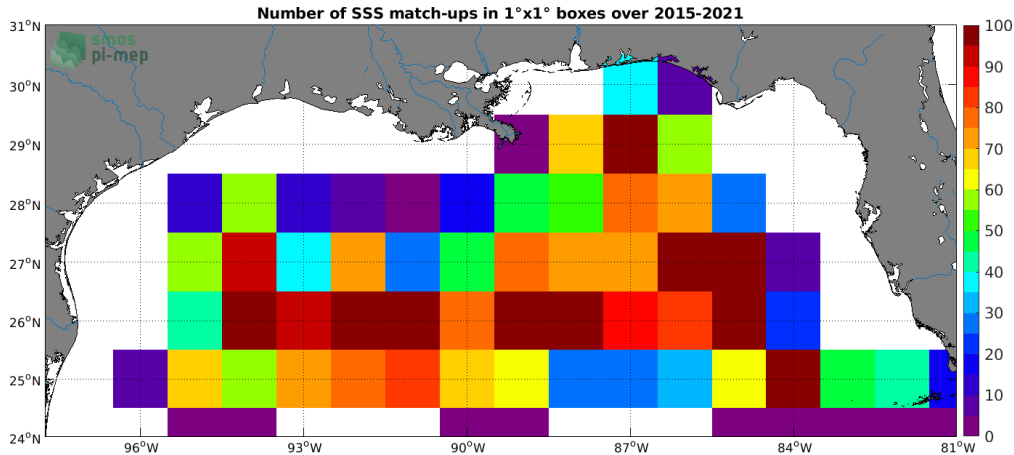 Number of SSS match-ups in 1°x1° boxes over 2015-2021
smos
pi-mep
31°N
30°N
29°N
28°N
27°N
26°N
25°N
24°N
96°W
93°W
90°W
87°W
84°W
81°W
100
90
80
70
60
50
40
30
20
10
0